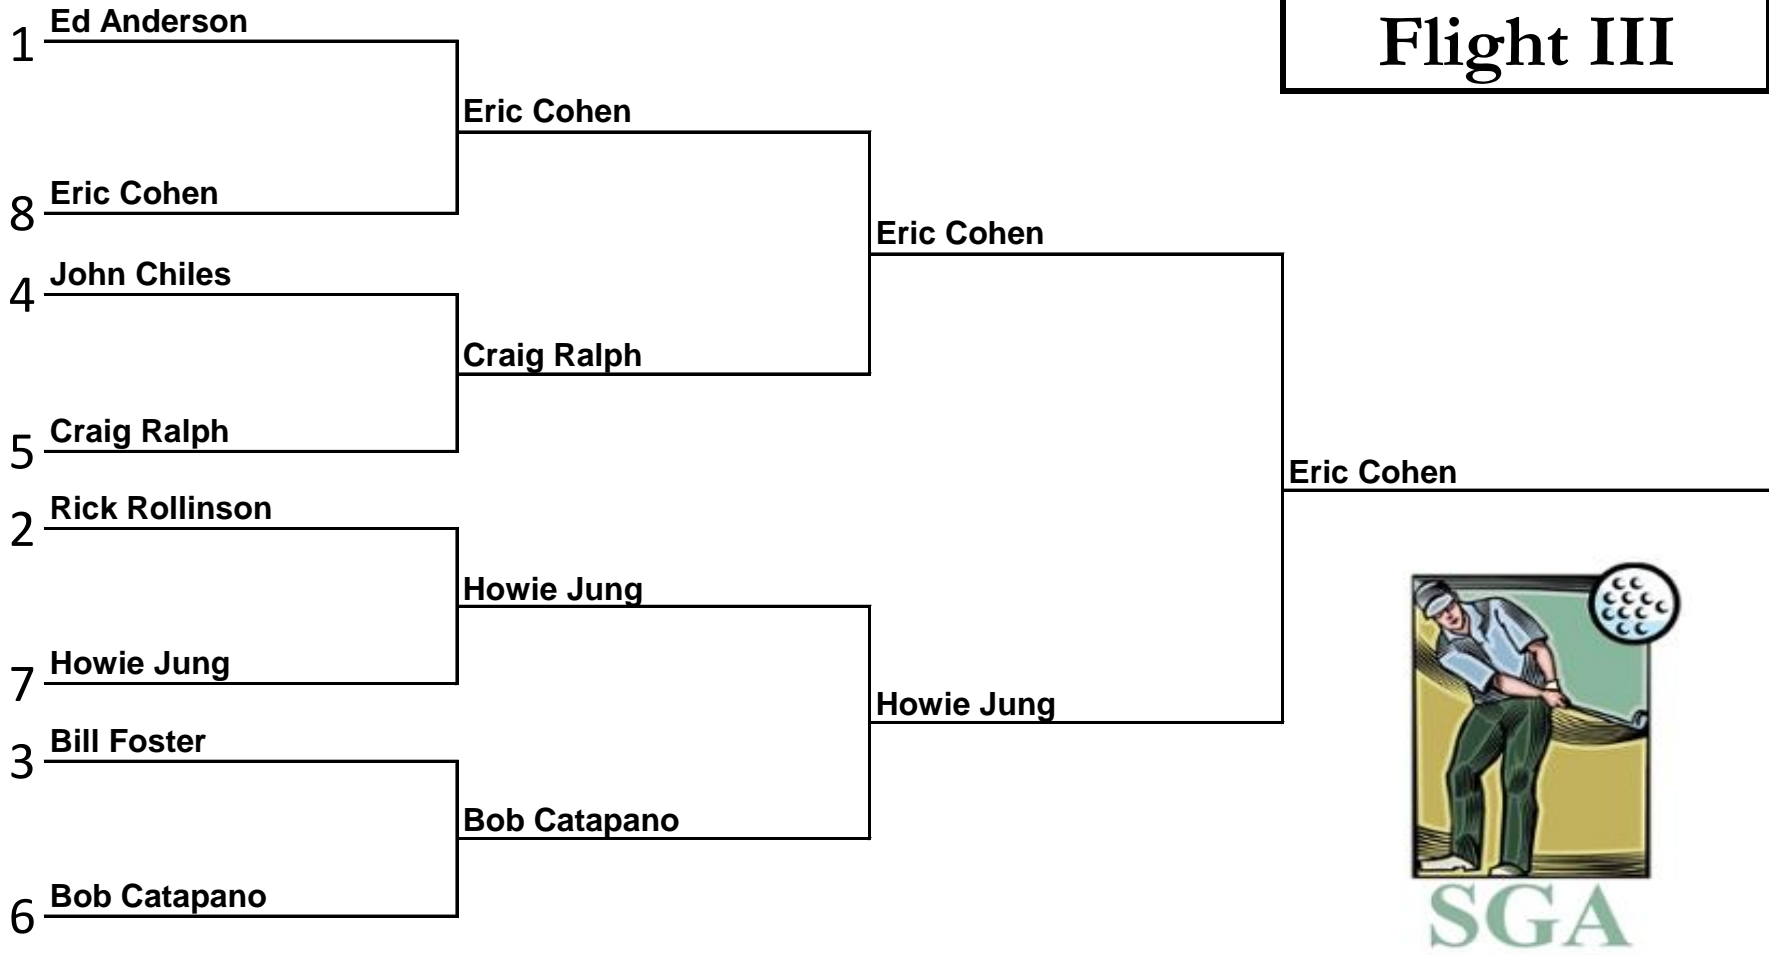 Flight III
1 Ed Anderson
Eric Cohen
8 Eric Cohen
Eric Cohen
4 John Chiles
Craig Ralph
5 Craig Ralph
Eric Cohen
2 Rick Rollinson
Howie Jung
7 Howie Jung
Howie Jung
3 Bill Foster
Bob Catapano
6 Bob Catapano
SGA